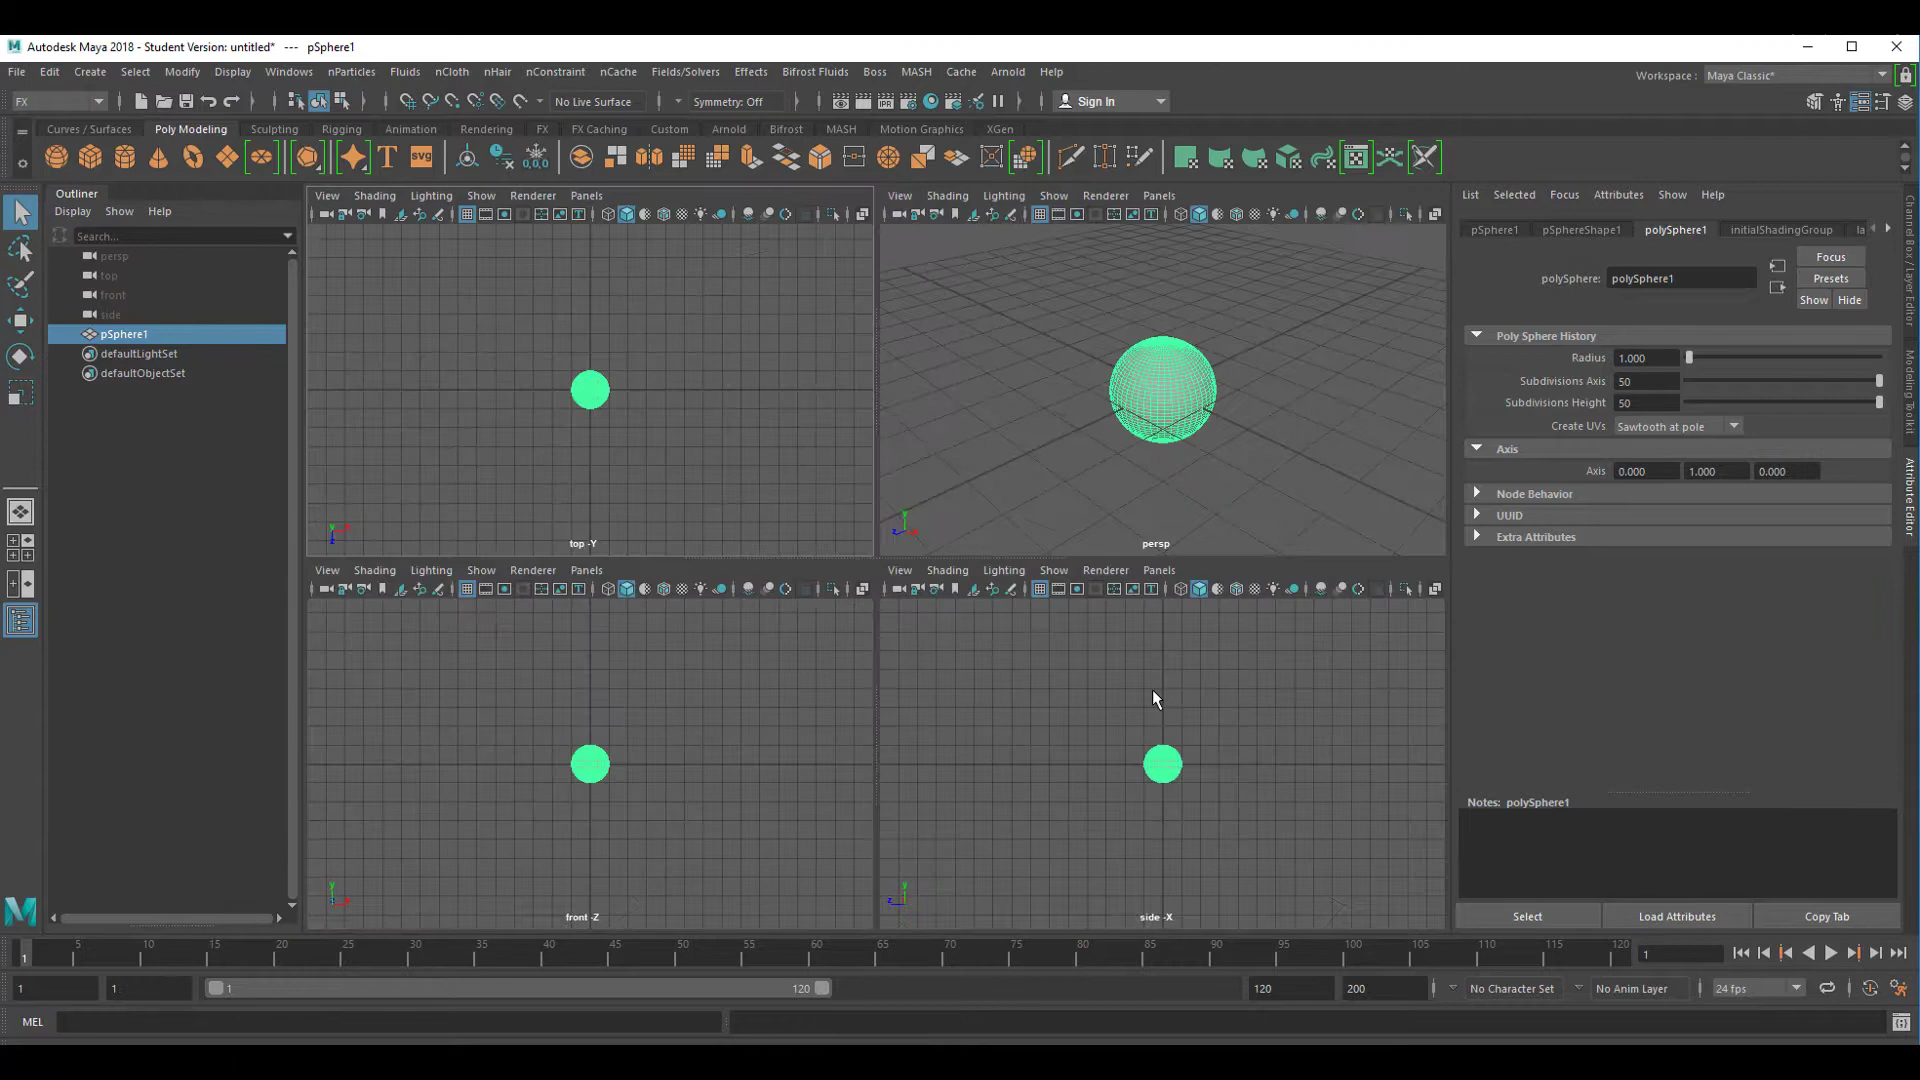 Autodesk Maya 2018 - Student Version: untitled* --- pSphere1
File Edit Create Select Modify Display Windows nParticles Fluids nCloth nHair nConstraint nCache Fields/Solvers Effects Bifrost Fluids Boss MASH Cache Arnold Help
Workspace : Maya Classic*
FX No Live Surface Symmetry: Off Sign In
Curves / Surfaces Poly Modeling Sculpting Rigging Animation Rendering FX FX Caching Custom Arnold Bifrost MASH Motion Graphics XGen
T SVG 0,0,0
Outliner
Display Show Help
Search...
persp
top
front
side
pSphere1
defaultLightSet
defaultObjectSet
View Shading Lighting Show Renderer Panels
top -Y
View Shading Lighting Show Renderer Panels
persp
View Shading Lighting Show Renderer Panels
front -Z
View Shading Lighting Show Renderer Panels
side -X
List Selected Focus Attributes Show Help
pSphere1 pSphereShape1 polySphere1 initialShadingGroup la
polySphere: polySphere1
Focus
Presets
Show Hide
Poly Sphere History
Radius 1.000
Subdivisions Axis 50
Subdivisions Height 50
Create UVs Sawtooth at pole
Axis
Axis 0.000 1.000 0.000
Node Behavior
UUID
Extra Attributes
Notes: polySphere1
Select Load Attributes Copy Tab
Channel Box / Layer Editor
Modeling Toolkit
Attribute Editor
5 10 15 20 25 30 35 40 45 50 55 60 65 70 75 80 85 90 95 100 105 110 115 120
1 1
1 1 1 120 120 200 No Character Set No Anim Layer 24 fps
MEL